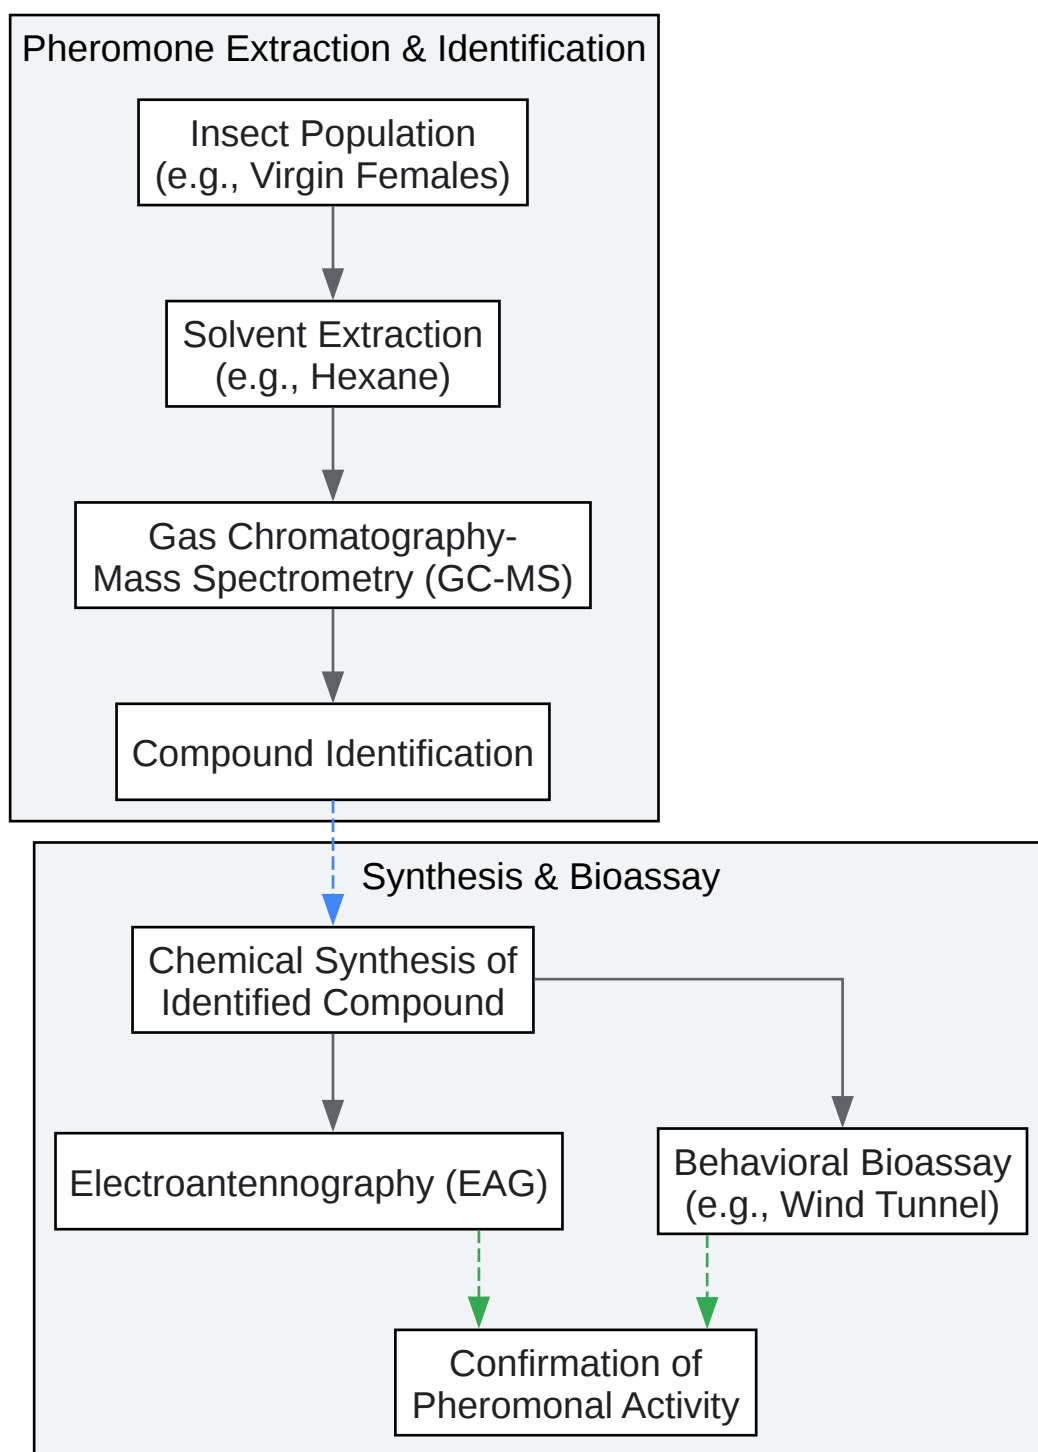 Pheromone Extraction & Identification
Insect Population
(e.g., Virgin Females)
Solvent Extraction
(e.g., Hexane)
Gas Chromatography-
Mass Spectrometry (GC-MS)
Compound Identification
Synthesis & Bioassay
Chemical Synthesis of
Identified Compound
Electroantennography (EAG)
Behavioral Bioassay
(e.g., Wind Tunnel)
Confirmation of
Pheromonal Activity